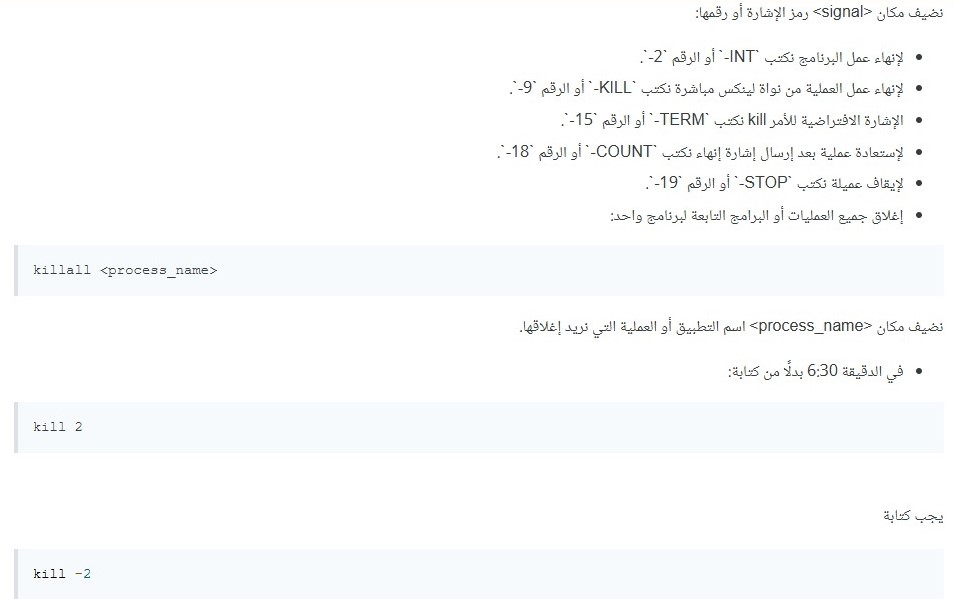 نضيف مكان <signal> رمز الإشارة أو رقمها:
• لإنهاء عمل البرنامج نكتب `INT-` أو الرقم `2-`.
• لإنهاء عمل العملية من نواة لينكس مباشرة نكتب `KILL-` أو الرقم `9-`.
• الإشارة الافتراضية للأمر kill نكتب `TERM-` أو الرقم `15-`.
• لإستعادة عملية بعد إرسال إشارة إنهاء نكتب `COUNT-` أو الرقم `18-`.
• لإيقاف عميلة نكتب `STOP-` أو الرقم `19-`.
• إغلاق جميع العمليات أو البرامج التابعة لبرنامج واحد:
killall <process_name>
نضيف مكان <process_name> اسم التطبيق أو العملية التي نريد إغلاقها.
• في الدقيقة 6:30 بدلًا من كتابة:
kill 2
يجب كتابة
kill -2